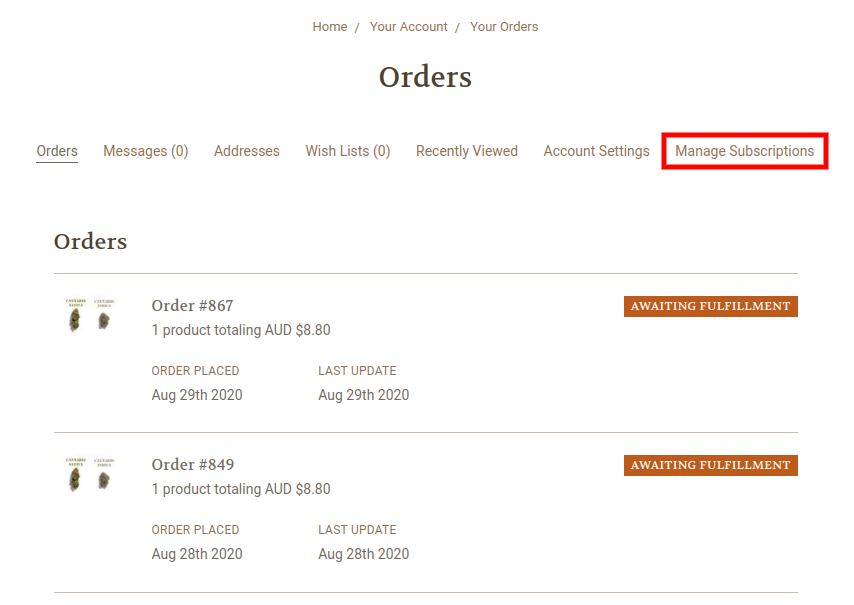 Home / Your Account / Your Orders
Orders
Orders Messages (0) Addresses Wish Lists (0) Recently Viewed Account Settings Manage Subscriptions
Orders
CANNABIS SATIVA CANNABIS INDICA
Order #867 AWAITING FULFILLMENT
1 product totaling AUD $8.80
ORDER PLACED LAST UPDATE
Aug 29th 2020 Aug 29th 2020
CANNABIS SATIVA CANNABIS INDICA
Order #849 AWAITING FULFILLMENT
1 product totaling AUD $8.80
ORDER PLACED LAST UPDATE
Aug 28th 2020 Aug 28th 2020